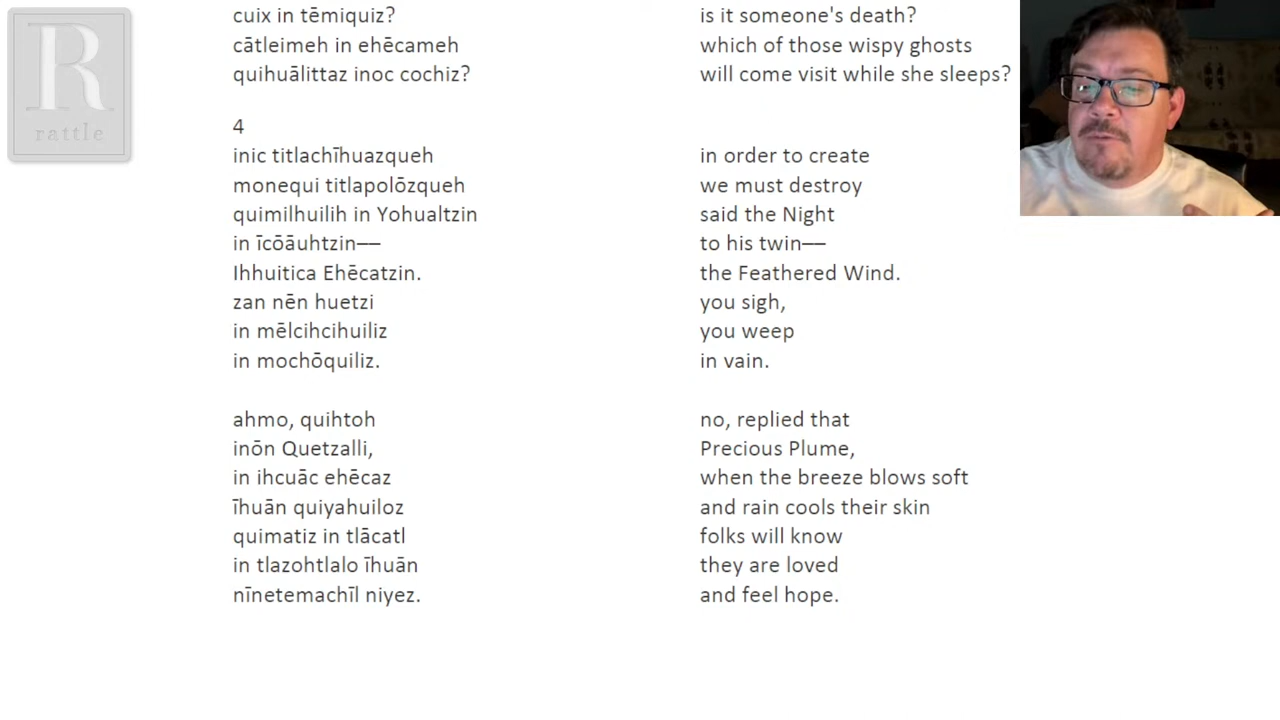 R
rattle
cuix in tēmiquiz?
cātleimeh in ehēcameh
quihuālittaz inoc cochiz?
4
inic titlachīhuazqueh
monequi titlapolōzqueh
quimilhuilih in Yohualtzin
in īcōāuhtzin—–
Ihhuitica Ehēcatzin.
zan nēn huetzi
in mēlcihcihuiliz
in mochōquiliz.
ahmo, quihtoh
inōn Quetzalli,
in ihcuāc ehēcaz
īhuān quiyahuiloz
quimatiz in tlācatl
in tlazohtlalo īhuān
nīnetemachīl niyez.
is it someone's death?
which of those wispy ghosts
will come visit while she sleeps?
in order to create
we must destroy
said the Night
to his twin—–
the Feathered Wind.
you sigh,
you weep
in vain.
no, replied that
Precious Plume,
when the breeze blows soft
and rain cools their skin
folks will know
they are loved
and feel hope.